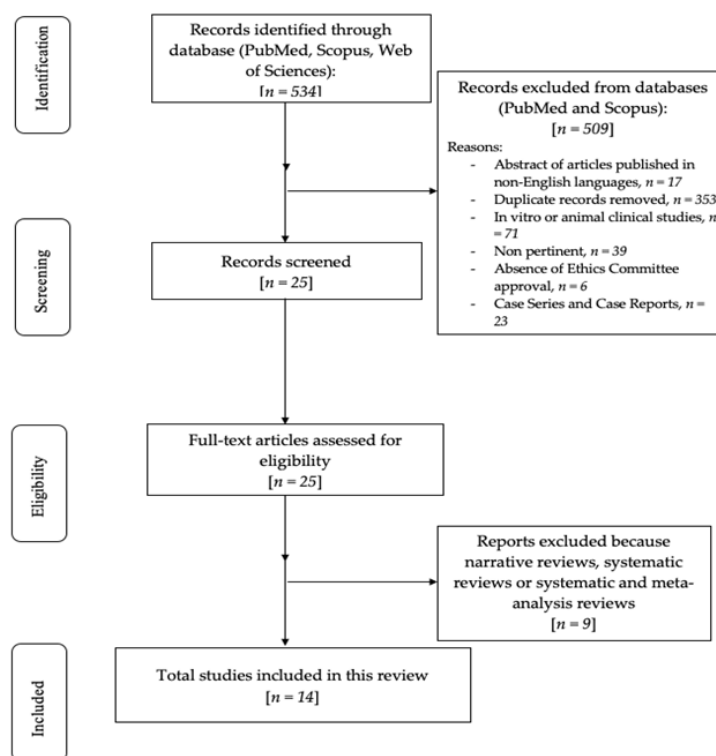 Identification
Records identified through
database (PubMed, Scopus, Web
of Sciences):
[n = 534]
Records excluded from databases
(PubMed and Scopus):
[n = 509]
Reasons:
- Abstract of articles published in
non-English languages, n = 17
- Duplicate records removed, n = 353
- In vitro or animal clinical studies, n
= 71
- Non pertinent, n = 39
- Absence of Ethics Committee
approval, n = 6
- Case Series and Case Reports, n =
23
Screening
Records screened
[n = 25]
Eligibility
Full-text articles assessed for
eligibility
[n = 25]
Reports excluded because
narrative reviews, systematic
reviews or systematic and meta-
analysis reviews
[n = 9]
Included
Total studies included in this review
[n = 14]